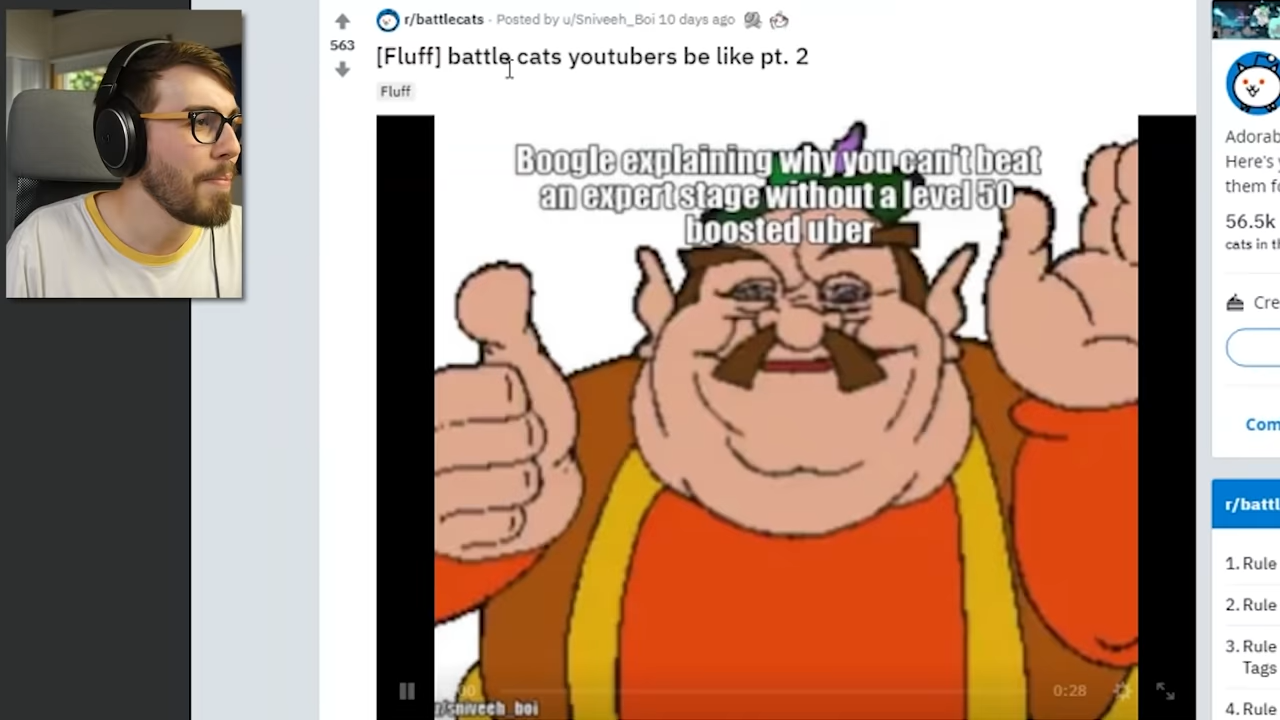 r/battlecats · Posted by u/Sniveeh_Boi 10 days ago
563
[Fluff] battle cats youtubers be like pt. 2
Fluff
Boogle explaining why you can't beat
an expert stage without a level 50
boosted uber
0:28
/sniveeh_boi
Adorab
Here's y
them fo
56.5k
cats in th
Cre
Com
r/battl
1. Rule
2. Rule
3. Rule
Tags
4. Rule